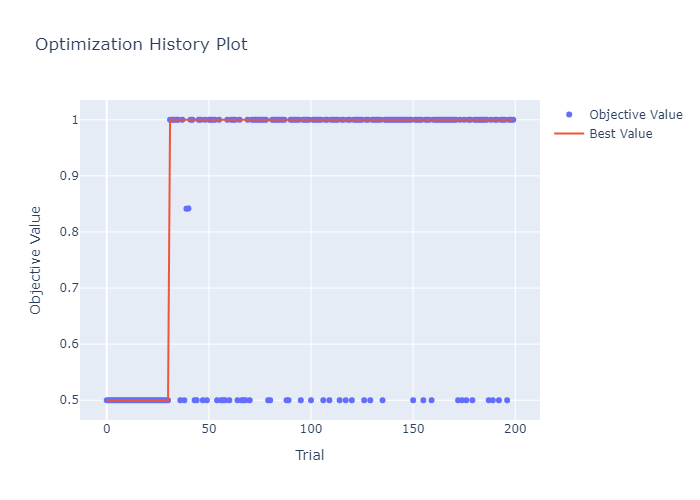 Optimization History Plot
Objective Value
Best Value
1
0.9
0.8
0.7
0.6
0.5
Objective Value
0
50
100
150
200
Trial